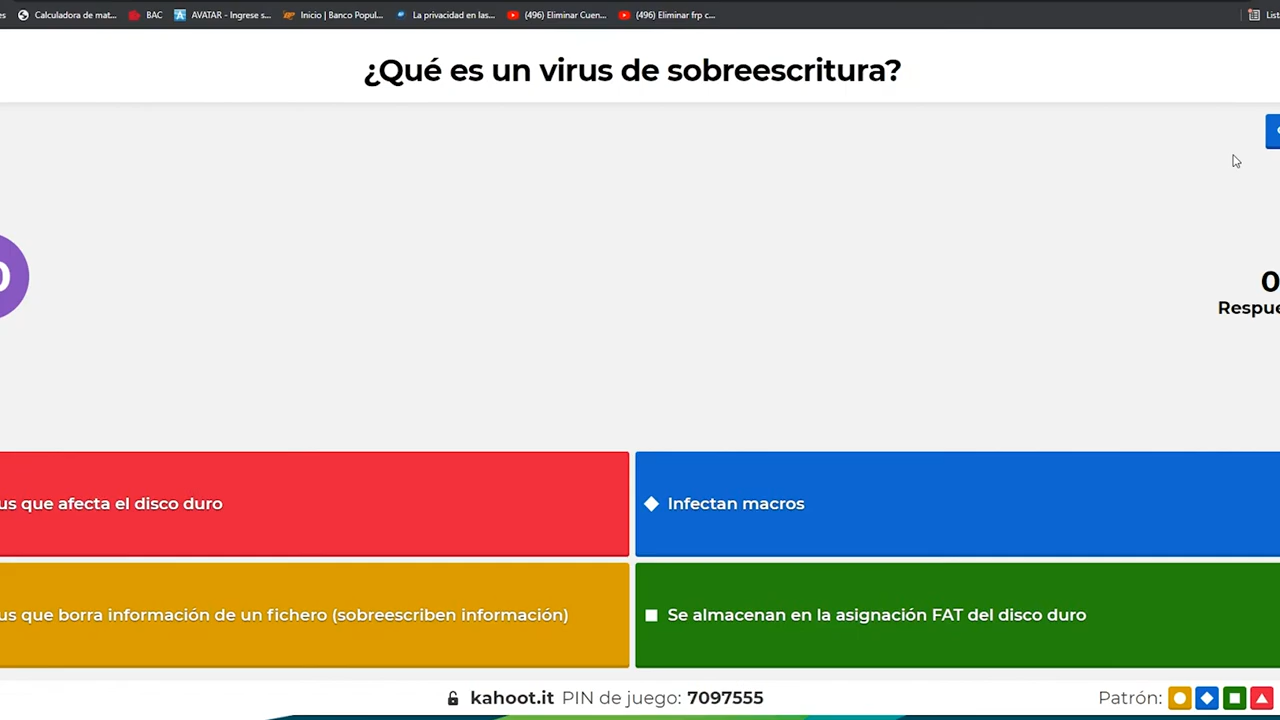 Calculadora de mat... BAC AVATAR - Ingrese s... Inicio | Banco Popul... La privacidad en las... (496) Eliminar Cuen... (496) Eliminar frp c...
¿Qué es un virus de sobreescritura?
0
que afecta el disco duro
Infectan macros
que borra información de un fichero (sobreescriben información)
Se almacenan en la asignación FAT del disco duro
kahoot.it PIN de juego: 7097555
Patrón: